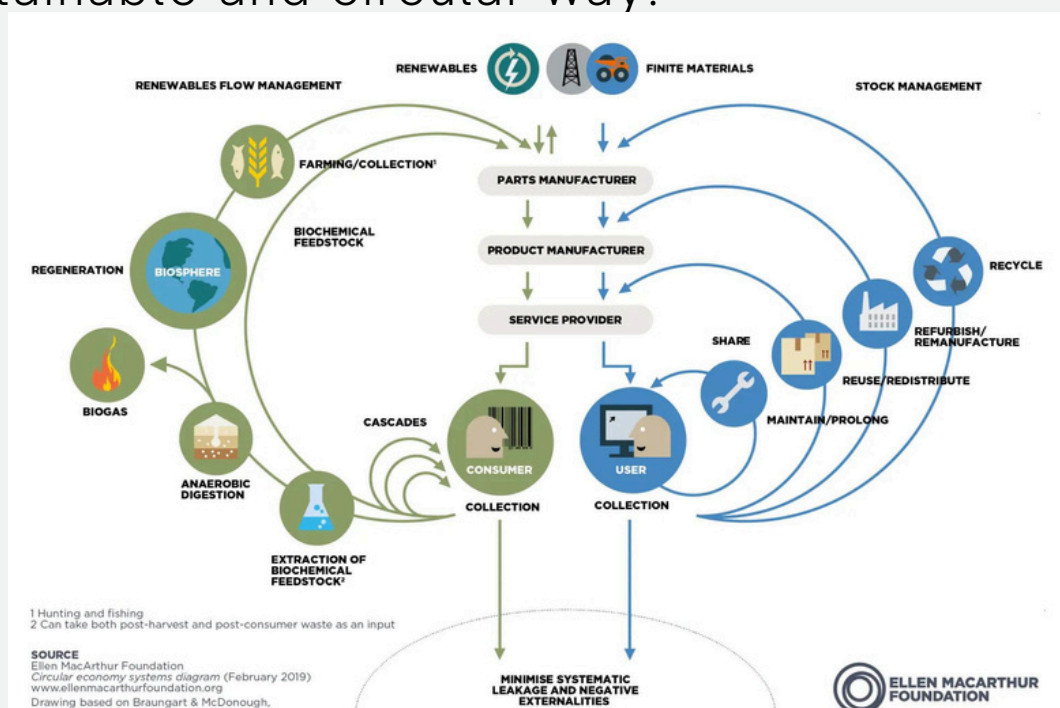 tainable and circular way?
RENEWABLES
FINITE MATERIALS
RENEWABLES FLOW MANAGEMENT
STOCK MANAGEMENT
FARMING/COLLECTION¹
PARTS MANUFACTURER
BIOCHEMICAL
FEEDSTOCK
PRODUCT MANUFACTURER
REGENERATION
BIOSPHERE
RECYCLE
SERVICE PROVIDER
SHARE
REFURBISH/
REMANUFACTURE
REUSE/REDISTRIBUTE
BIOGAS
CASCADES
MAINTAIN/PROLONG
CONSUMER
USER
ANAEROBIC
DIGESTION
COLLECTION
COLLECTION
EXTRACTION OF
BIOCHEMICAL
FEEDSTOCK²
1 Hunting and fishing
2 Can take both post-harvest and post-consumer waste as an input
SOURCE
Ellen MacArthur Foundation
Circular economy systems diagram (February 2019)
www.ellenmacarthurfoundation.org
Drawing based on Braungart & McDonough,
MINIMISE SYSTEMATIC
LEAKAGE AND NEGATIVE
EXTERNALITIES
ELLEN MACARTHUR
FOUNDATION